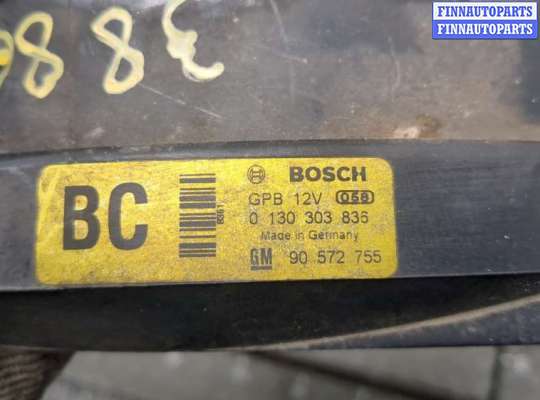 FINNAUTOPARTS
FINNAUTOPARTS
BC
BOSCH
GPB 12V 058
0 130 303 836
Made in Germany
GM 90 572 755